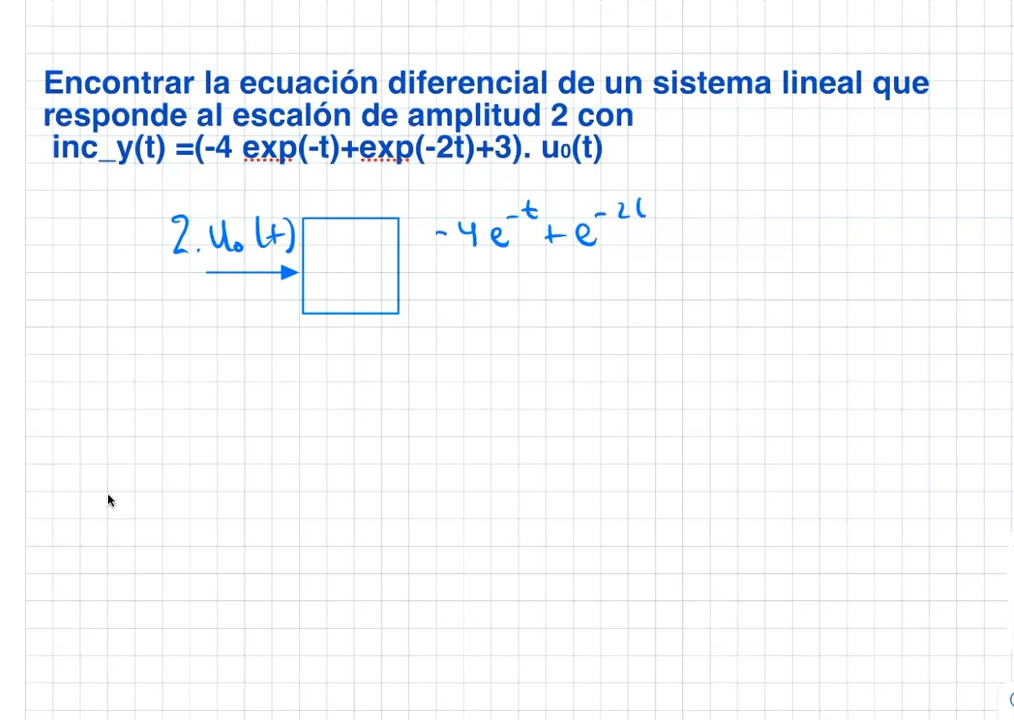 Encontrar la ecuación diferencial de un sistema lineal que
responde al escalón de amplitud 2 con
inc_y(t) =(-4 exp(-t)+exp(-2t)+3). u₀(t)
2. u₀ (t) -4 e^-t + e^-2(